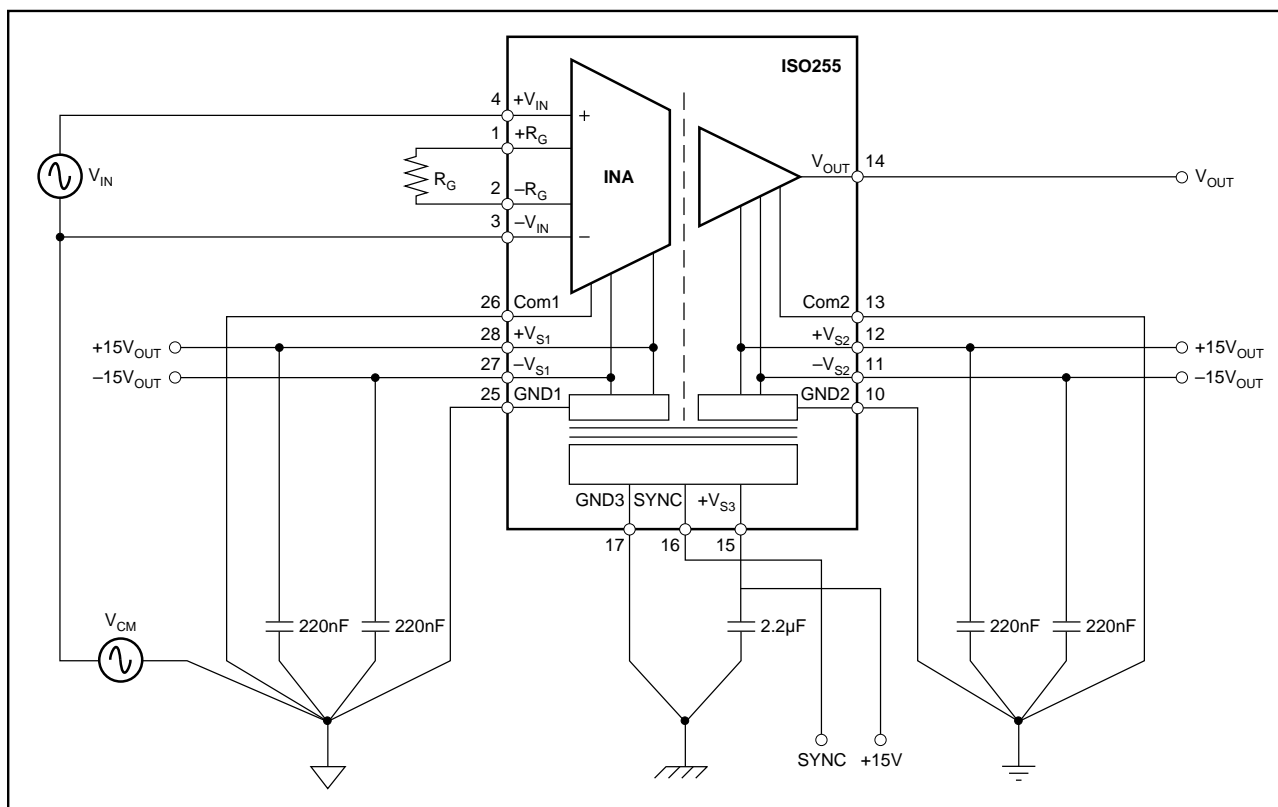 ISO255
4 +V_IN
+
1 +R_G
R_G
INA
2 –R_G
3 –V_IN
–
V_IN
V_OUT 14
V_OUT
26 Com1
Com2 13
+15V_OUT
28 +V_S1
+V_S2 12
+15V_OUT
–15V_OUT
27 –V_S1
–V_S2 11
–15V_OUT
25 GND1
GND2 10
GND3 SYNC +V_S3
17 16 15
V_CM
220nF 220nF 2.2µF 220nF 220nF
SYNC +15V